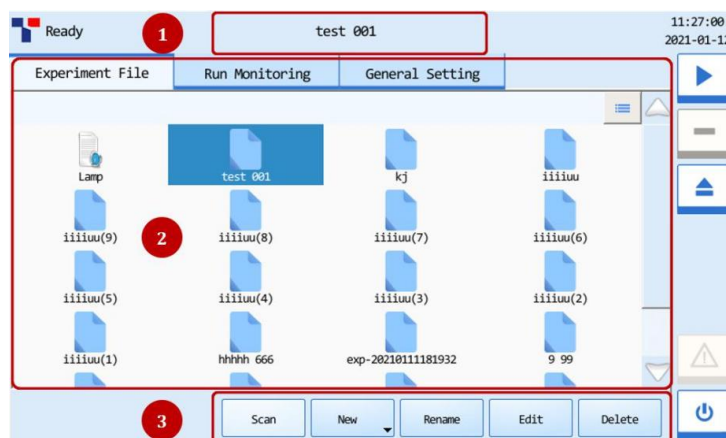 Ready
1
test 001
11:27:00
2021-01-12
Experiment File Run Monitoring General Setting
Lamp test 001 kj iiiiuu
iiiiuu(9) 2 iiiiuu(8) iiiiuu(7) iiiiuu(6)
iiiiuu(5) iiiiuu(4) iiiiuu(3) iiiiuu(2)
iiiiuu(1) hhhhh 666 exp-20210111181932 9 99
3 Scan New Rename Edit Delete